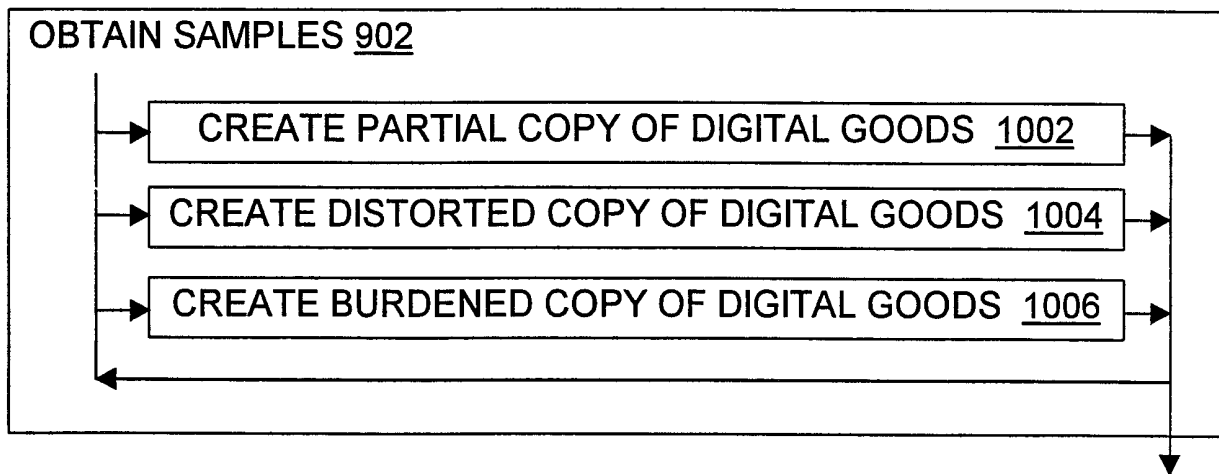 OBTAIN SAMPLES 902
CREATE PARTIAL COPY OF DIGITAL GOODS 1002
CREATE DISTORTED COPY OF DIGITAL GOODS 1004
CREATE BURDENED COPY OF DIGITAL GOODS 1006